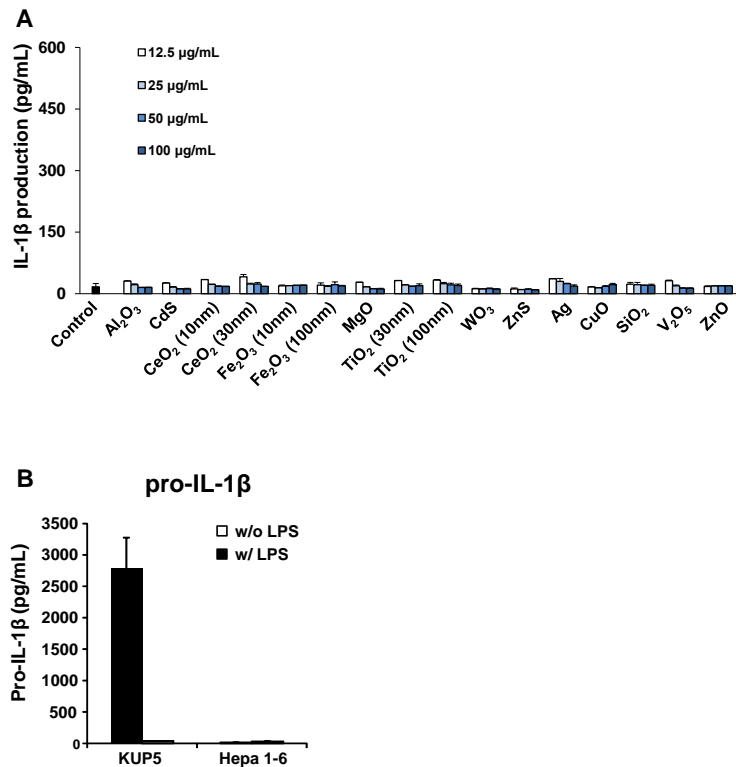 A
IL-1β production (pg/mL)
600
450
300
150
0
12.5 µg/mL
25 µg/mL
50 µg/mL
100 µg/mL
Control
Al₂O₃
CdS
CeO₂ (10nm)
CeO₂ (30nm)
Fe₂O₃ (10nm)
Fe₂O₃ (100nm)
MgO
TiO₂ (30nm)
TiO₂ (100nm)
WO₃
ZnS
Ag
CuO
SiO₂
V₂O₅
ZnO
B
pro-IL-1β
Pro-IL-1β (pg/mL)
3500
3000
2500
2000
1500
1000
500
0
w/o LPS
w/ LPS
KUP5
Hepa 1-6